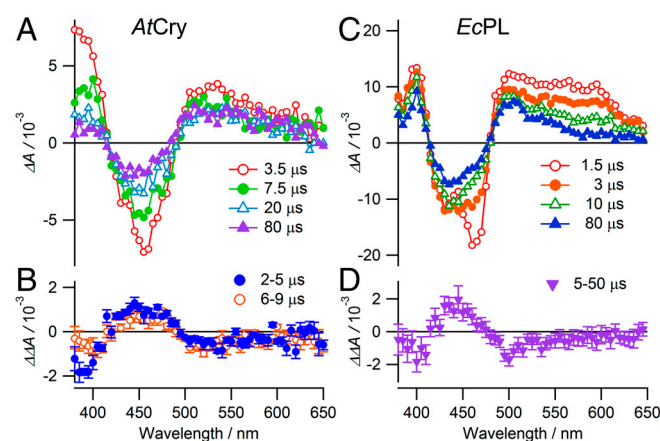 A
AtCry
ΔA / 10⁻³
5
0
-5
3.5 μs
7.5 μs
20 μs
80 μs
B
ΔΔA / 10⁻³
2
0
-2
2-5 μs
6-9 μs
400 450 500 550 600 650
Wavelength / nm
C
EcPL
ΔA / 10⁻³
20
10
0
-10
-20
1.5 μs
3 μs
10 μs
80 μs
D
ΔΔA / 10⁻³
2
0
-2
5-50 μs
400 450 500 550 600 650
Wavelength / nm